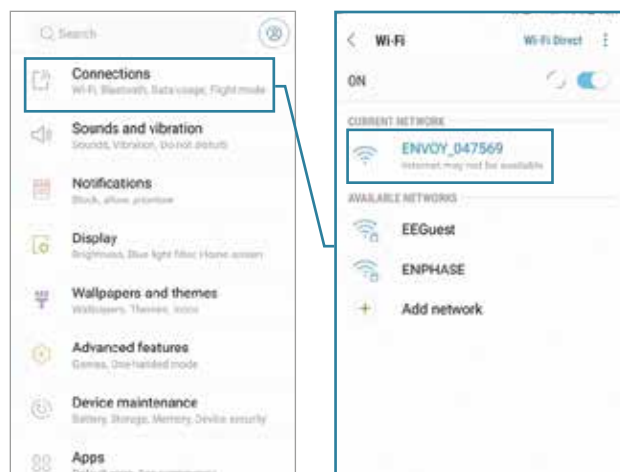 Search
Connections
Wi-Fi, Bluetooth, Data usage, Flight mode
Sounds and vibration
Sounds, Vibration, Do not disturb
Notifications
Block, allow, prioritise
Display
Brightness, Blue light filter, Home screen
Wallpapers and themes
Wallpapers, Themes, Icons
Advanced features
Games, One-handed mode
Device maintenance
Battery, Storage, Memory, Device security
Apps
Wi-Fi
Wi-Fi Direct
ON
CURRENT NETWORK
ENVOY_047569
Internet may not be available
AVAILABLE NETWORKS
EEGuest
ENPHASE
Add network